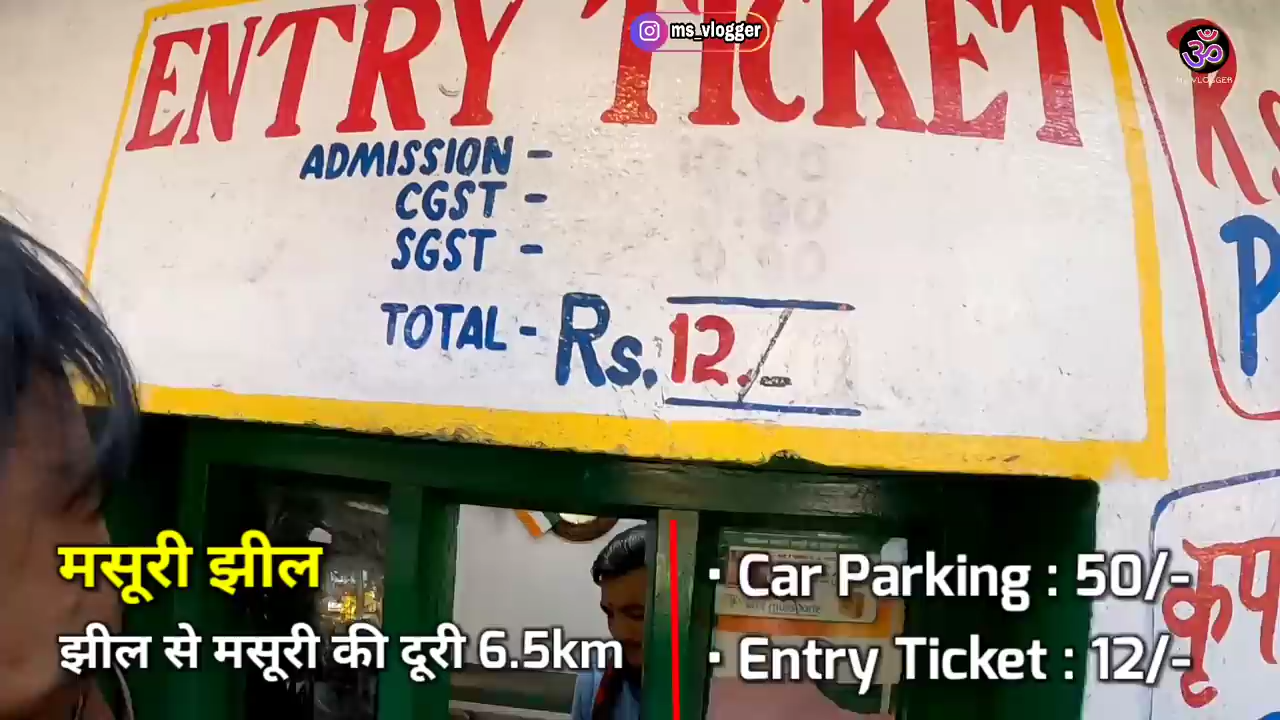 ms_vlogger
ENTRY TICKET
ADMISSION -
CGST -
SGST -
TOTAL - Rs. 12./-
Rs
P
कृप
मसूरी झील
झील से मसूरी की दूरी 6.5km
· Car Parking : 50/-
· Entry Ticket : 12/-